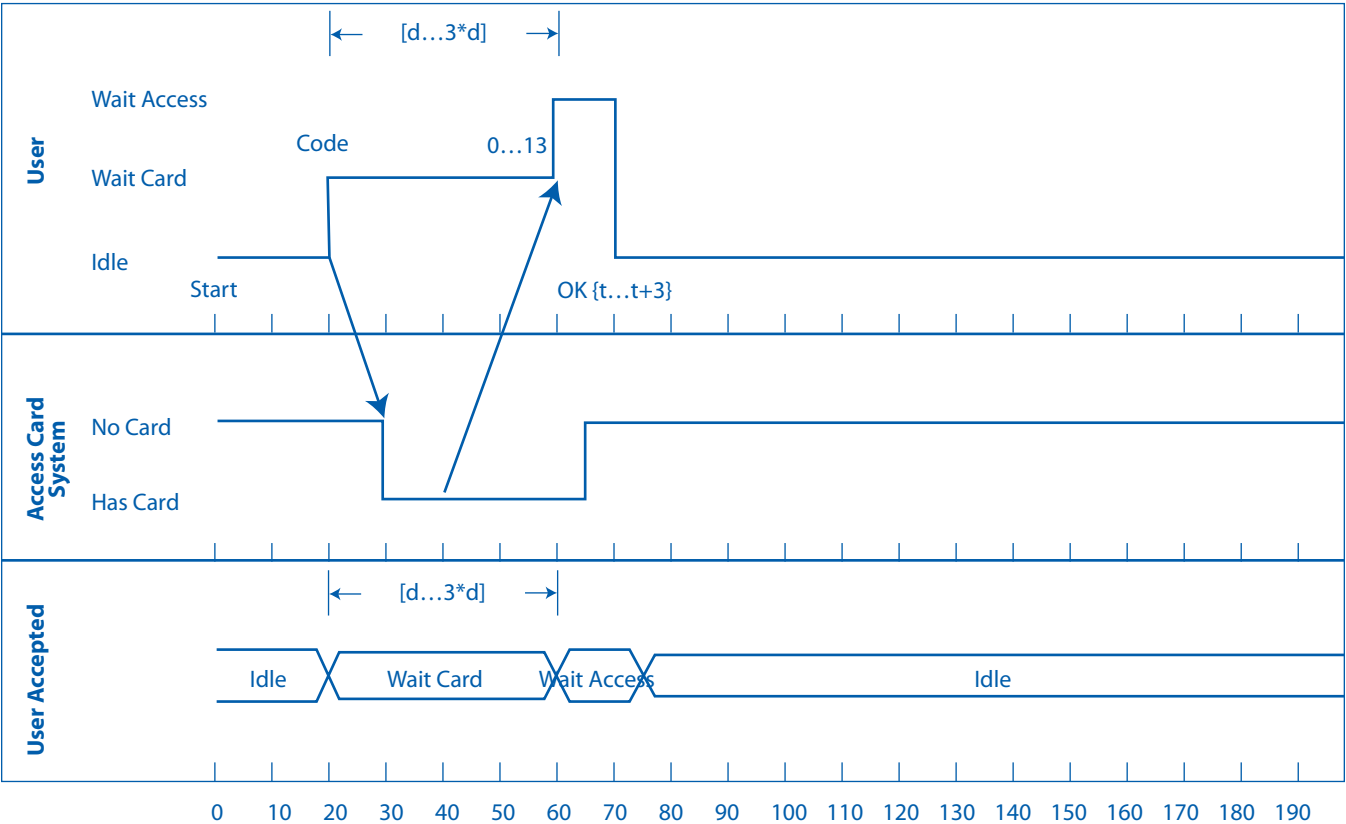 [d…3*d]
User
Wait Access
Code
0…13
Wait Card
Idle
Start
OK {t…t+3}
Access Card
System
No Card
Has Card
[d…3*d]
User Accepted
Idle
Wait Card
Wait Access
Idle
0 10 20 30 40 50 60 70 80 90 100 110 120 130 140 150 160 170 180 190